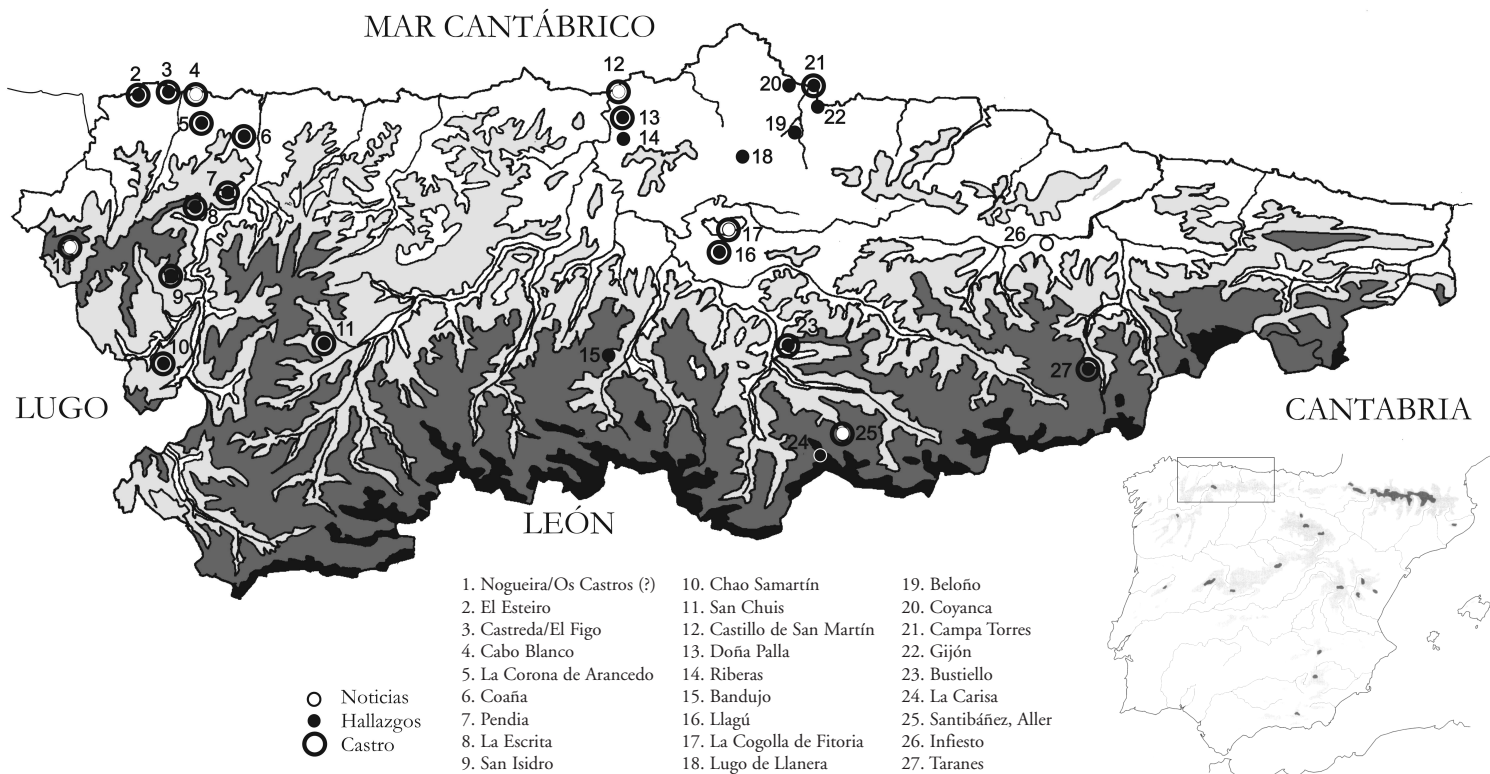 MAR CANTÁBRICO
2
3
4
12
21
20
5
6
13
22
19
14
18
7
8
17
26
1
16
9
11
23
10
15
27
LUGO
CANTABRIA
25
24
LEÓN
Noticias
Hallazgos
Castro
1. Nogueira/Os Castros (?)
2. El Esteiro
3. Castreda/El Figo
4. Cabo Blanco
5. La Corona de Arancedo
6. Coaña
7. Pendia
8. La Escrita
9. San Isidro
10. Chao Samartín
11. San Chuis
12. Castillo de San Martín
13. Doña Palla
14. Riberas
15. Bandujo
16. Llagú
17. La Cogolla de Fitoria
18. Lugo de Llanera
19. Beloño
20. Coyanca
21. Campa Torres
22. Gijón
23. Bustiello
24. La Carisa
25. Santibáñez, Aller
26. Infiesto
27. Taranes